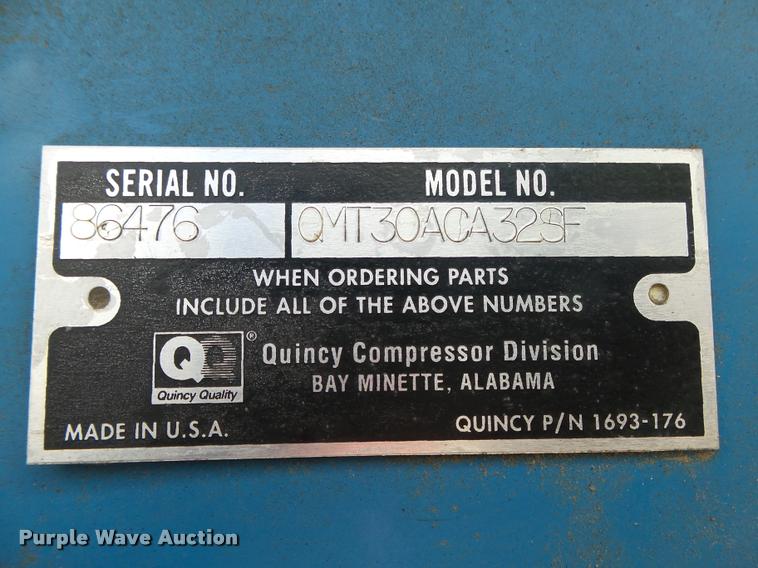 SERIAL NO. MODEL NO.
86476 QMT30ACA32SF
WHEN ORDERING PARTS
INCLUDE ALL OF THE ABOVE NUMBERS
QQ ® Quincy Compressor Division
Quincy Quality BAY MINETTE, ALABAMA
MADE IN U.S.A. QUINCY P/N 1693-176
Purple Wave Auction